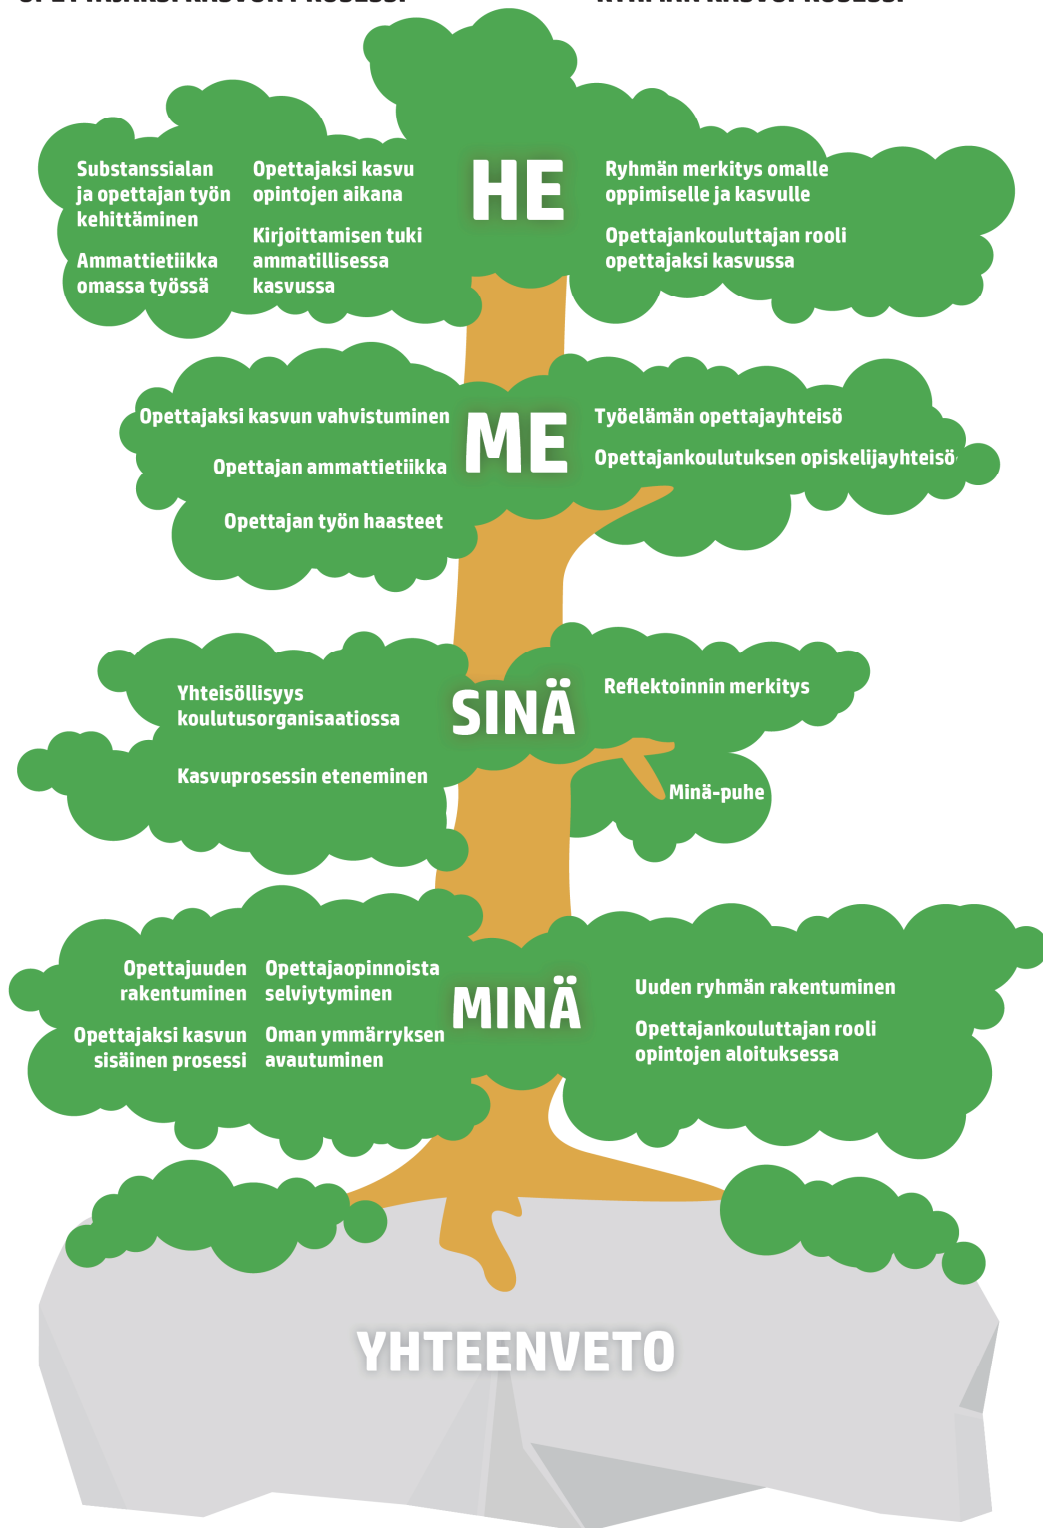 Substanssialan
ja opettajan työn
kehittäminen
Ammattietiikka
omassa työssä
Opettajaksi kasvu
opintojen aikana
Kirjoittamisen tuki
ammatillisessa
kasvussa
HE
Ryhmän merkitys omalle
oppimiselle ja kasvulle
Opettajankouluttajan rooli
opettajaksi kasvussa
Opettajaksi kasvun vahvistuminen
Opettajan ammattietiikka
Opettajan työn haasteet
ME
Työelämän opettajayhteisö
Opettajankoulutuksen opiskelijayhteisö
Yhteisöllisyys
koulutusorganisaatiossa
Kasvuprosessin eteneminen
SINÄ
Reflektoinnin merkitys
Minä-puhe
Opettajuuden
rakentuminen
Opettajaksi kasvun
sisäinen prosessi
Opettajaopinnoista
selviytyminen
Oman ymmärryksen
avautuminen
MINÄ
Uuden ryhmän rakentuminen
Opettajankouluttajan rooli
opintojen aloituksessa
YHTEENVETO